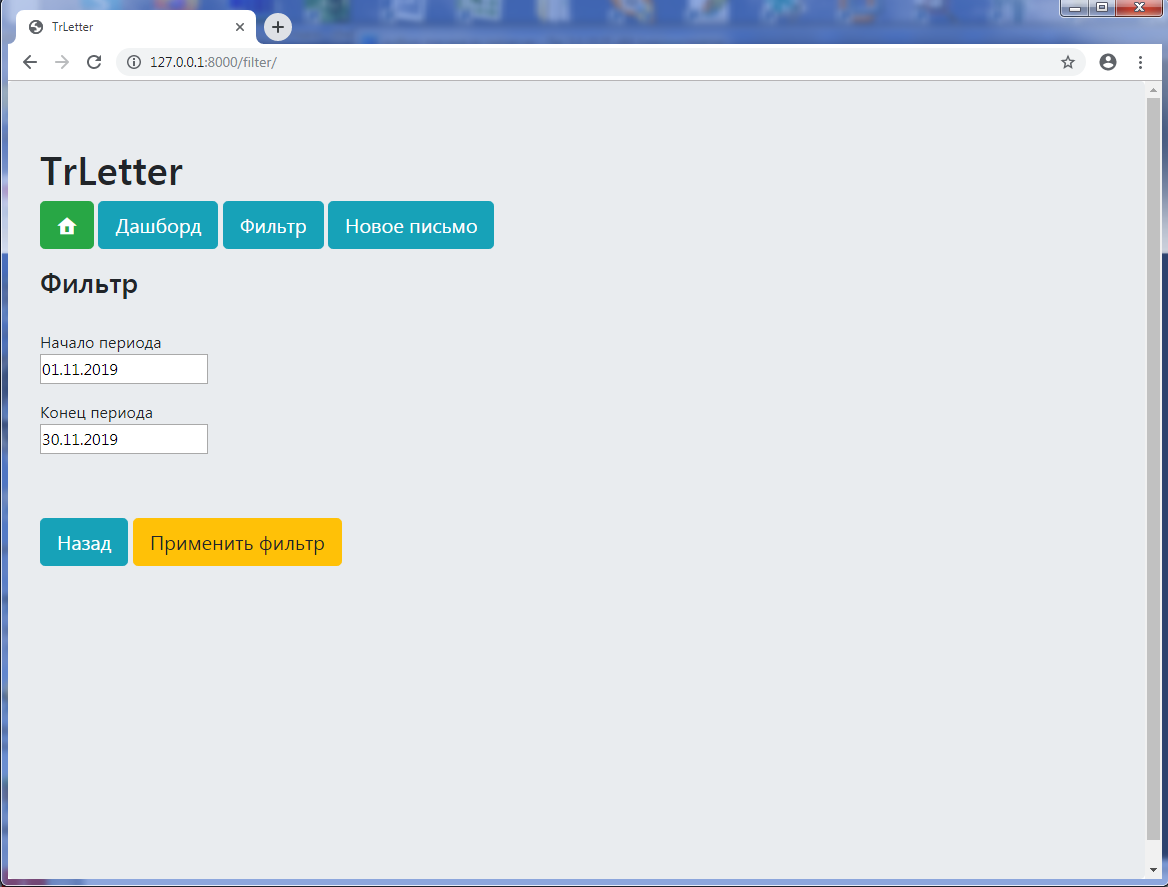 TrLetter
127.0.0.1:8000/filter/
TrLetter
Дашборд Фильтр Новое письмо
Фильтр
Начало периода
01.11.2019
Конец периода
30.11.2019
Назад Применить фильтр